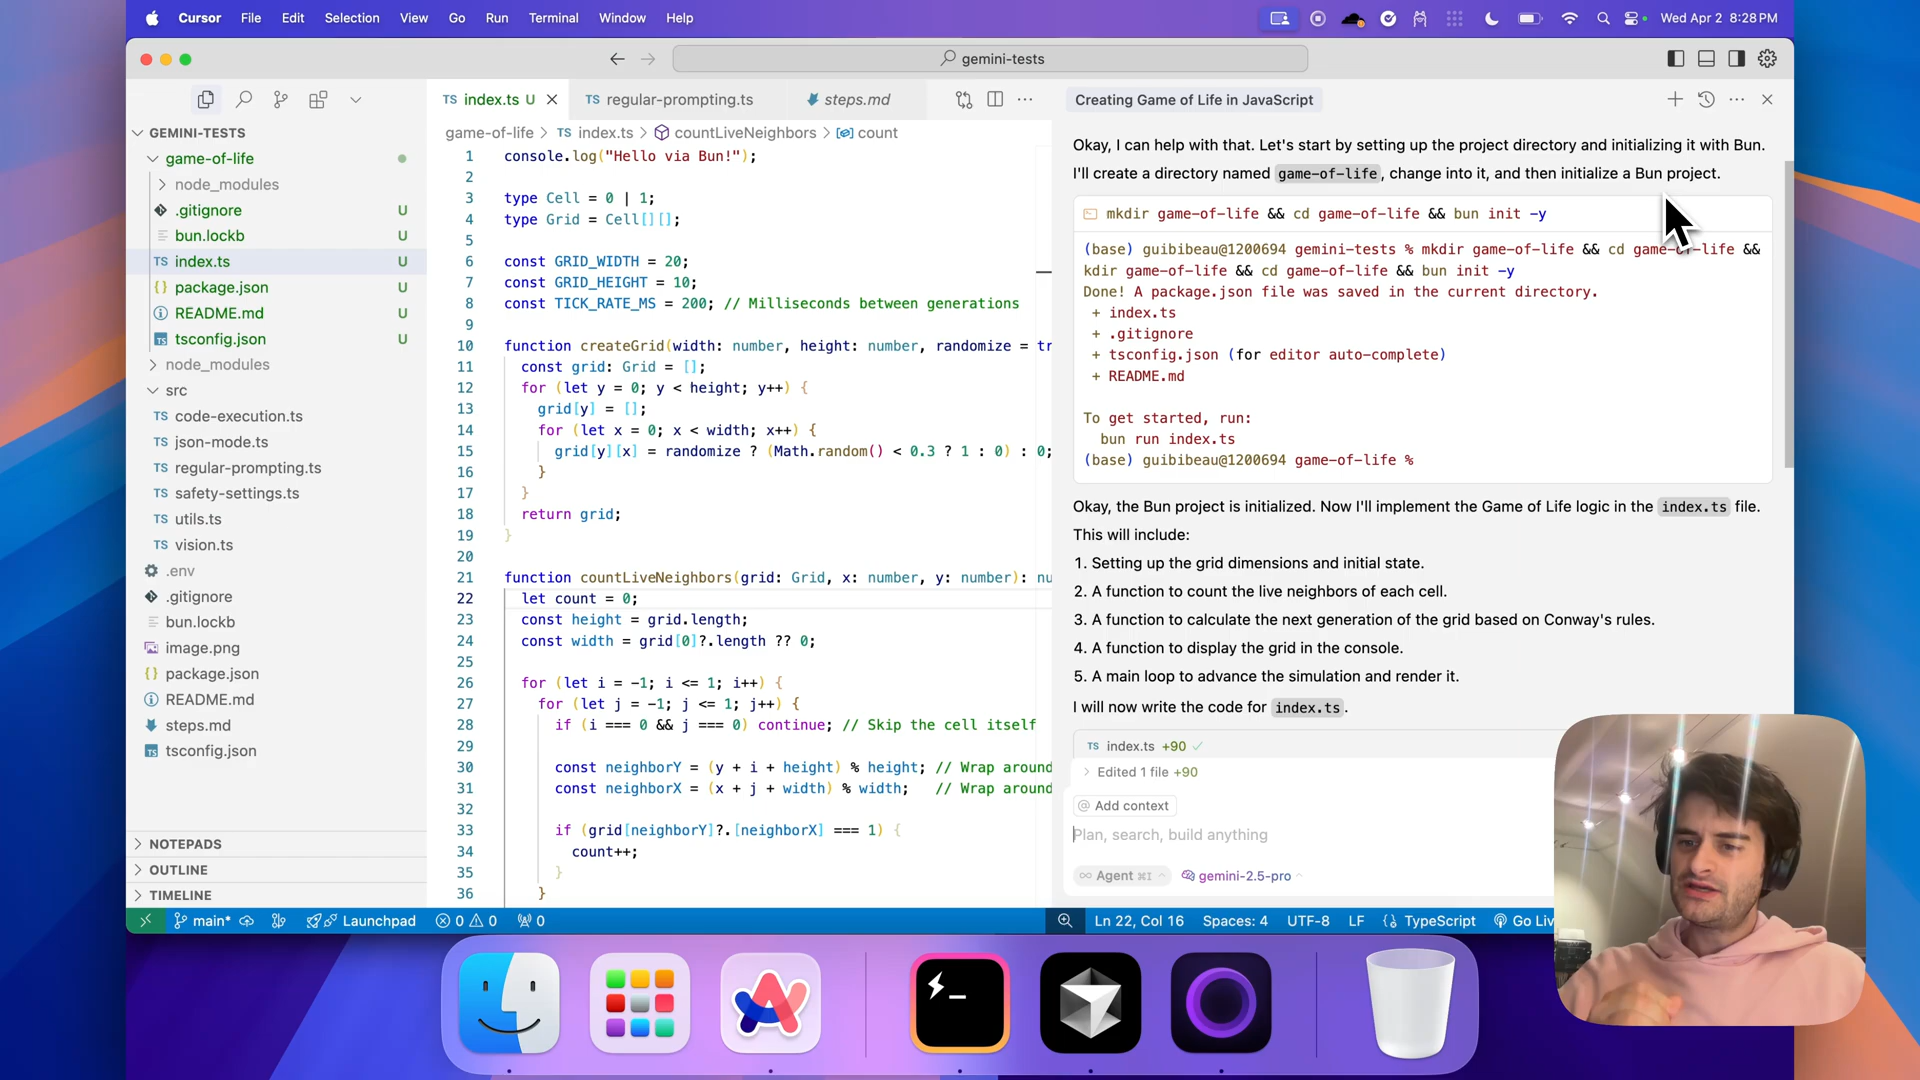 Cursor File Edit Selection View Go Run Terminal Window Help
Wed Apr 2 8:28 PM
gemini-tests
TS index.ts U
TS regular-prompting.ts
steps.md
Creating Game of Life in JavaScript
GEMINI-TESTS
game-of-life
node_modules
.gitignore U
bun.lockb U
TS index.ts U
{} package.json U
README.md U
tsconfig.json U
node_modules
src
TS code-execution.ts
TS json-mode.ts
TS regular-prompting.ts
TS safety-settings.ts
TS utils.ts
TS vision.ts
.env
.gitignore
bun.lockb
image.png
{} package.json
README.md
steps.md
TS tsconfig.json
NOTEPADS
OUTLINE
TIMELINE
game-of-life > TS index.ts > countLiveNeighbors > count
1 console.log("Hello via Bun!");
2
3 type Cell = 0 | 1;
4 type Grid = Cell[][];
5
6 const GRID_WIDTH = 20;
7 const GRID_HEIGHT = 10;
8 const TICK_RATE_MS = 200; // Milliseconds between generations
9
10 function createGrid(width: number, height: number, randomize = tr
11 const grid: Grid = [];
12 for (let y = 0; y < height; y++) {
13 grid[y] = [];
14 for (let x = 0; x < width; x++) {
15 grid[y][x] = randomize ? (Math.random() < 0.3 ? 1 : 0) : 0;
16 }
17 }
18 return grid;
19 }
20
21 function countLiveNeighbors(grid: Grid, x: number, y: number): nu
22 let count = 0;
23 const height = grid.length;
24 const width = grid[0]?.length ?? 0;
25
26 for (let i = -1; i <= 1; i++) {
27 for (let j = -1; j <= 1; j++) {
28 if (i === 0 && j === 0) continue; // Skip the cell itself
29
30 const neighborY = (y + i + height) % height; // Wrap around
31 const neighborX = (x + j + width) % width; // Wrap around
32
33 if (grid[neighborY]?.[neighborX] === 1) {
34 count++;
35 }
36 }
Okay, I can help with that. Let's start by setting up the project directory and initializing it with Bun.
I'll create a directory named game-of-life, change into it, and then initialize a Bun project.
mkdir game-of-life && cd game-of-life && bun init -y
(base) guibibeau@1200694 gemini-tests % mkdir game-of-life && cd game-of-life &&
kdir game-of-life && cd game-of-life && bun init -y
Done! A package.json file was saved in the current directory.
+ index.ts
+ .gitignore
+ tsconfig.json (for editor auto-complete)
+ README.md
To get started, run:
bun run index.ts
(base) guibibeau@1200694 game-of-life %
Okay, the Bun project is initialized. Now I'll implement the Game of Life logic in the index.ts file.
This will include:
1. Setting up the grid dimensions and initial state.
2. A function to count the live neighbors of each cell.
3. A function to calculate the next generation of the grid based on Conway's rules.
4. A function to display the grid in the console.
5. A main loop to advance the simulation and render it.
I will now write the code for index.ts.
TS index.ts +90
Edited 1 file +90
@ Add context
Plan, search, build anything
∞ Agent ⌘I
gemini-2.5-pro
main* Launchpad 0 0 0
Ln 22, Col 16 Spaces: 4 UTF-8 LF {} TypeScript Go Liv